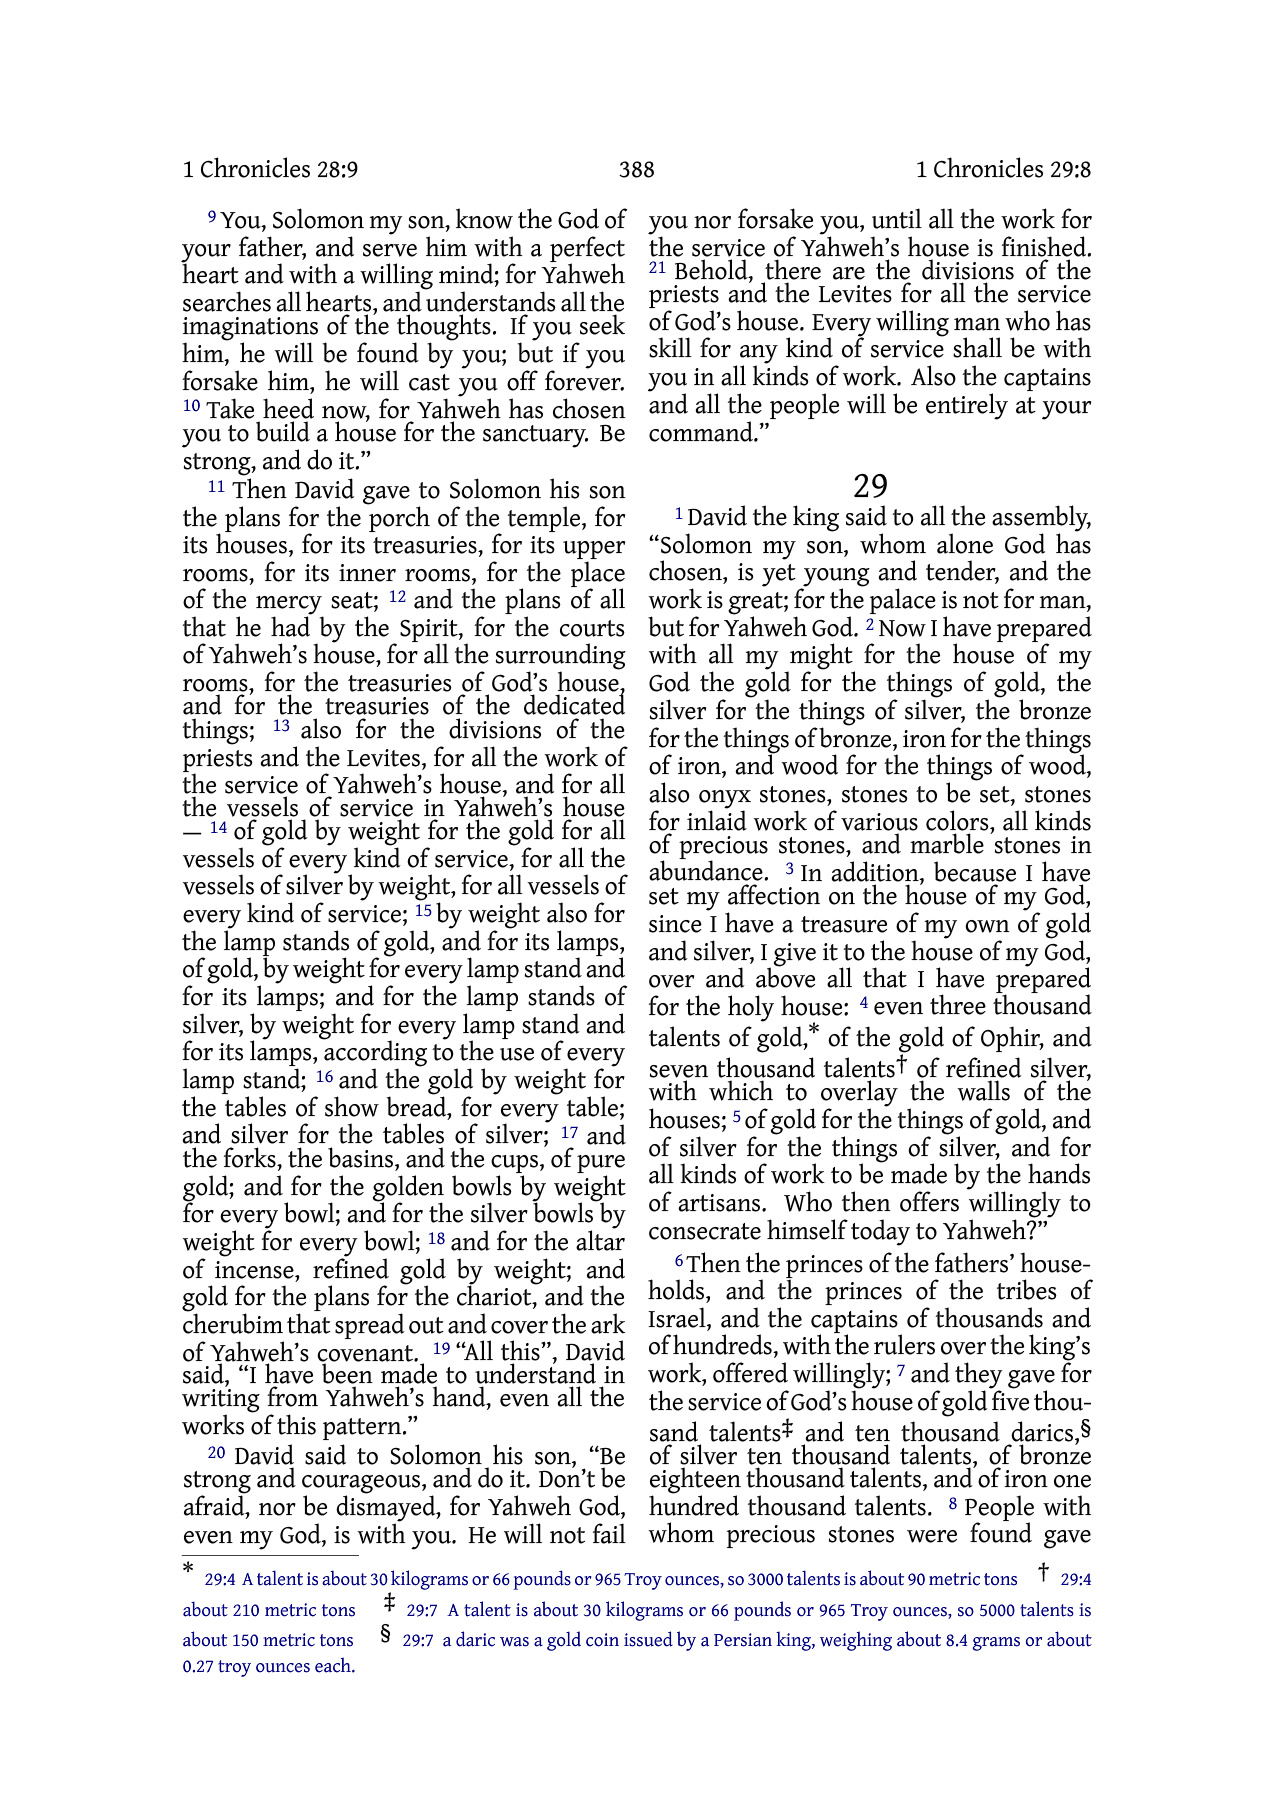 1 Chronicles 28:9 388 1 Chronicles 29:8
9 You, Solomon my son, know the God of
your father, and serve him with a perfect
heart and with a willing mind; for Yahweh
searches all hearts, and understands all the
imaginations of the thoughts. If you seek
him, he will be found by you; but if you
forsake him, he will cast you off forever.
10 Take heed now, for Yahweh has chosen
you to build a house for the sanctuary. Be
strong, and do it.”
11 Then David gave to Solomon his son
the plans for the porch of the temple, for
its houses, for its treasuries, for its upper
rooms, for its inner rooms, for the place
of the mercy seat; 12 and the plans of all
that he had by the Spirit, for the courts
of Yahweh’s house, for all the surrounding
rooms, for the treasuries of God’s house,
and for the treasuries of the dedicated
things; 13 also for the divisions of the
priests and the Levites, for all the work of
the service of Yahweh’s house, and for all
the vessels of service in Yahweh’s house
— 14 of gold by weight for the gold for all
vessels of every kind of service, for all the
vessels of silver by weight, for all vessels of
every kind of service; 15 by weight also for
the lamp stands of gold, and for its lamps,
of gold, by weight for every lamp stand and
for its lamps; and for the lamp stands of
silver, by weight for every lamp stand and
for its lamps, according to the use of every
lamp stand; 16 and the gold by weight for
the tables of show bread, for every table;
and silver for the tables of silver; 17 and
the forks, the basins, and the cups, of pure
gold; and for the golden bowls by weight
for every bowl; and for the silver bowls by
weight for every bowl; 18 and for the altar
of incense, refined gold by weight; and
gold for the plans for the chariot, and the
cherubim that spread out and cover the ark
of Yahweh’s covenant. 19 “All this”, David
said, “I have been made to understand in
writing from Yahweh’s hand, even all the
works of this pattern.”
20 David said to Solomon his son, “Be
strong and courageous, and do it. Don’t be
afraid, nor be dismayed, for Yahweh God,
even my God, is with you. He will not fail
you nor forsake you, until all the work for
the service of Yahweh’s house is finished.
21 Behold, there are the divisions of the
priests and the Levites for all the service
of God’s house. Every willing man who has
skill for any kind of service shall be with
you in all kinds of work. Also the captains
and all the people will be entirely at your
command.”
29
1 David the king said to all the assembly,
“Solomon my son, whom alone God has
chosen, is yet young and tender, and the
work is great; for the palace is not for man,
but for Yahweh God. 2 Now I have prepared
with all my might for the house of my
God the gold for the things of gold, the
silver for the things of silver, the bronze
for the things of bronze, iron for the things
of iron, and wood for the things of wood,
also onyx stones, stones to be set, stones
for inlaid work of various colors, all kinds
of precious stones, and marble stones in
abundance. 3 In addition, because I have
set my affection on the house of my God,
since I have a treasure of my own of gold
and silver, I give it to the house of my God,
over and above all that I have prepared
for the holy house: 4 even three thousand
talents of gold,* of the gold of Ophir, and
seven thousand talents† of refined silver,
with which to overlay the walls of the
houses; 5 of gold for the things of gold, and
of silver for the things of silver, and for
all kinds of work to be made by the hands
of artisans. Who then offers willingly to
consecrate himself today to Yahweh?”
6 Then the princes of the fathers’ house-
holds, and the princes of the tribes of
Israel, and the captains of thousands and
of hundreds, with the rulers over the king’s
work, offered willingly; 7 and they gave for
the service of God’s house of gold five thou-
sand talents‡ and ten thousand darics,§
of silver ten thousand talents, of bronze
eighteen thousand talents, and of iron one
hundred thousand talents. 8 People with
whom precious stones were found gave
* 29:4 A talent is about 30 kilograms or 66 pounds or 965 Troy ounces, so 3000 talents is about 90 metric tons † 29:4
about 210 metric tons ‡ 29:7 A talent is about 30 kilograms or 66 pounds or 965 Troy ounces, so 5000 talents is
about 150 metric tons § 29:7 a daric was a gold coin issued by a Persian king, weighing about 8.4 grams or about
0.27 troy ounces each.